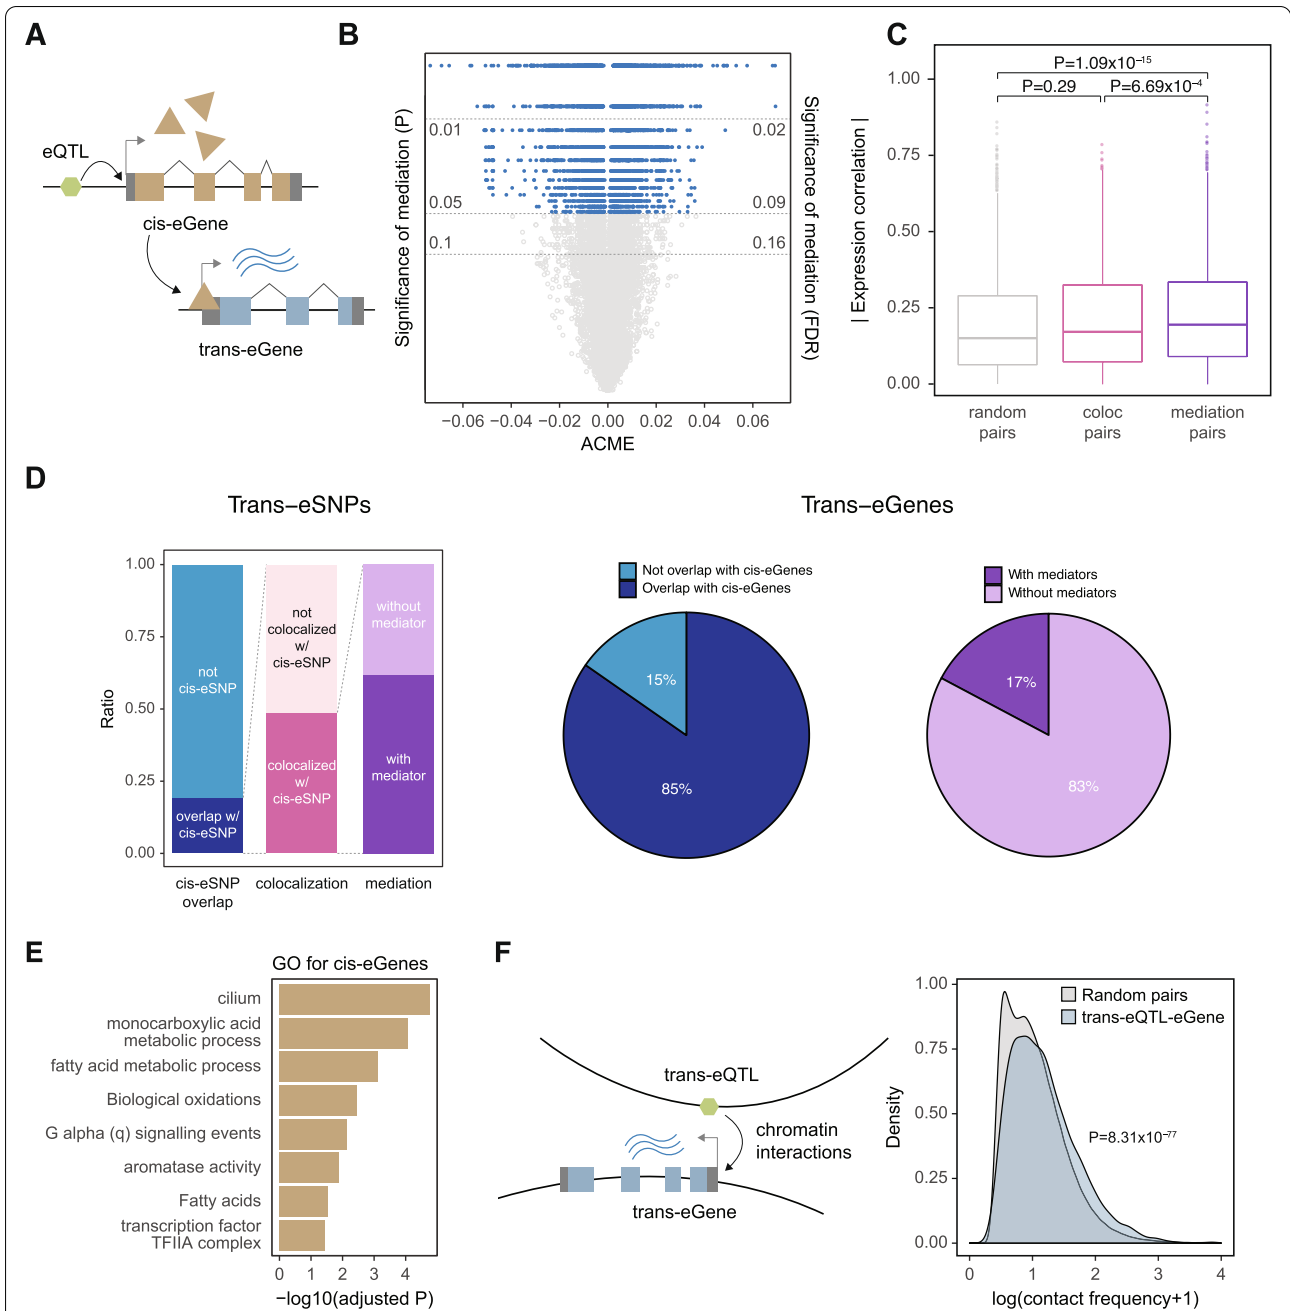 A
eQTL
cis-eGene
trans-eGene
B
Significance of mediation (P)
0.01
0.02
0.05
0.09
0.1
0.16
Significance of mediation (FDR)
−0.06 −0.04 −0.02 0.00 0.02 0.04 0.06
ACME
C
| Expression correlation |
1.00
0.75
0.50
0.25
0.00
P=1.09x10⁻¹⁵
P=0.29
P=6.69x10⁻⁴
random
pairs
coloc
pairs
mediation
pairs
D
Trans−eSNPs
Ratio
1.00
0.75
0.50
0.25
0.00
not
cis-eSNP
overlap w/
cis-eSNP
not
colocalized
w/
cis-eSNP
colocalized
w/
cis-eSNP
without
mediator
with
mediator
cis-eSNP
overlap
colocalization
mediation
Trans−eGenes
Not overlap with cis-eGenes
Overlap with cis-eGenes
15%
85%
With mediators
Without mediators
17%
83%
E
GO for cis-eGenes
cilium
monocarboxylic acid
metabolic process
fatty acid metabolic process
Biological oxidations
G alpha (q) signalling events
aromatase activity
Fatty acids
transcription factor
TFIIA complex
0 1 2 3 4
−log10(adjusted P)
F
trans-eQTL
chromatin
interactions
trans-eGene
Density
1.00
0.75
0.50
0.25
0.00
Random pairs
trans-eQTL-eGene
P=8.31x10⁻⁷⁷
0 1 2 3 4
log(contact frequency+1)